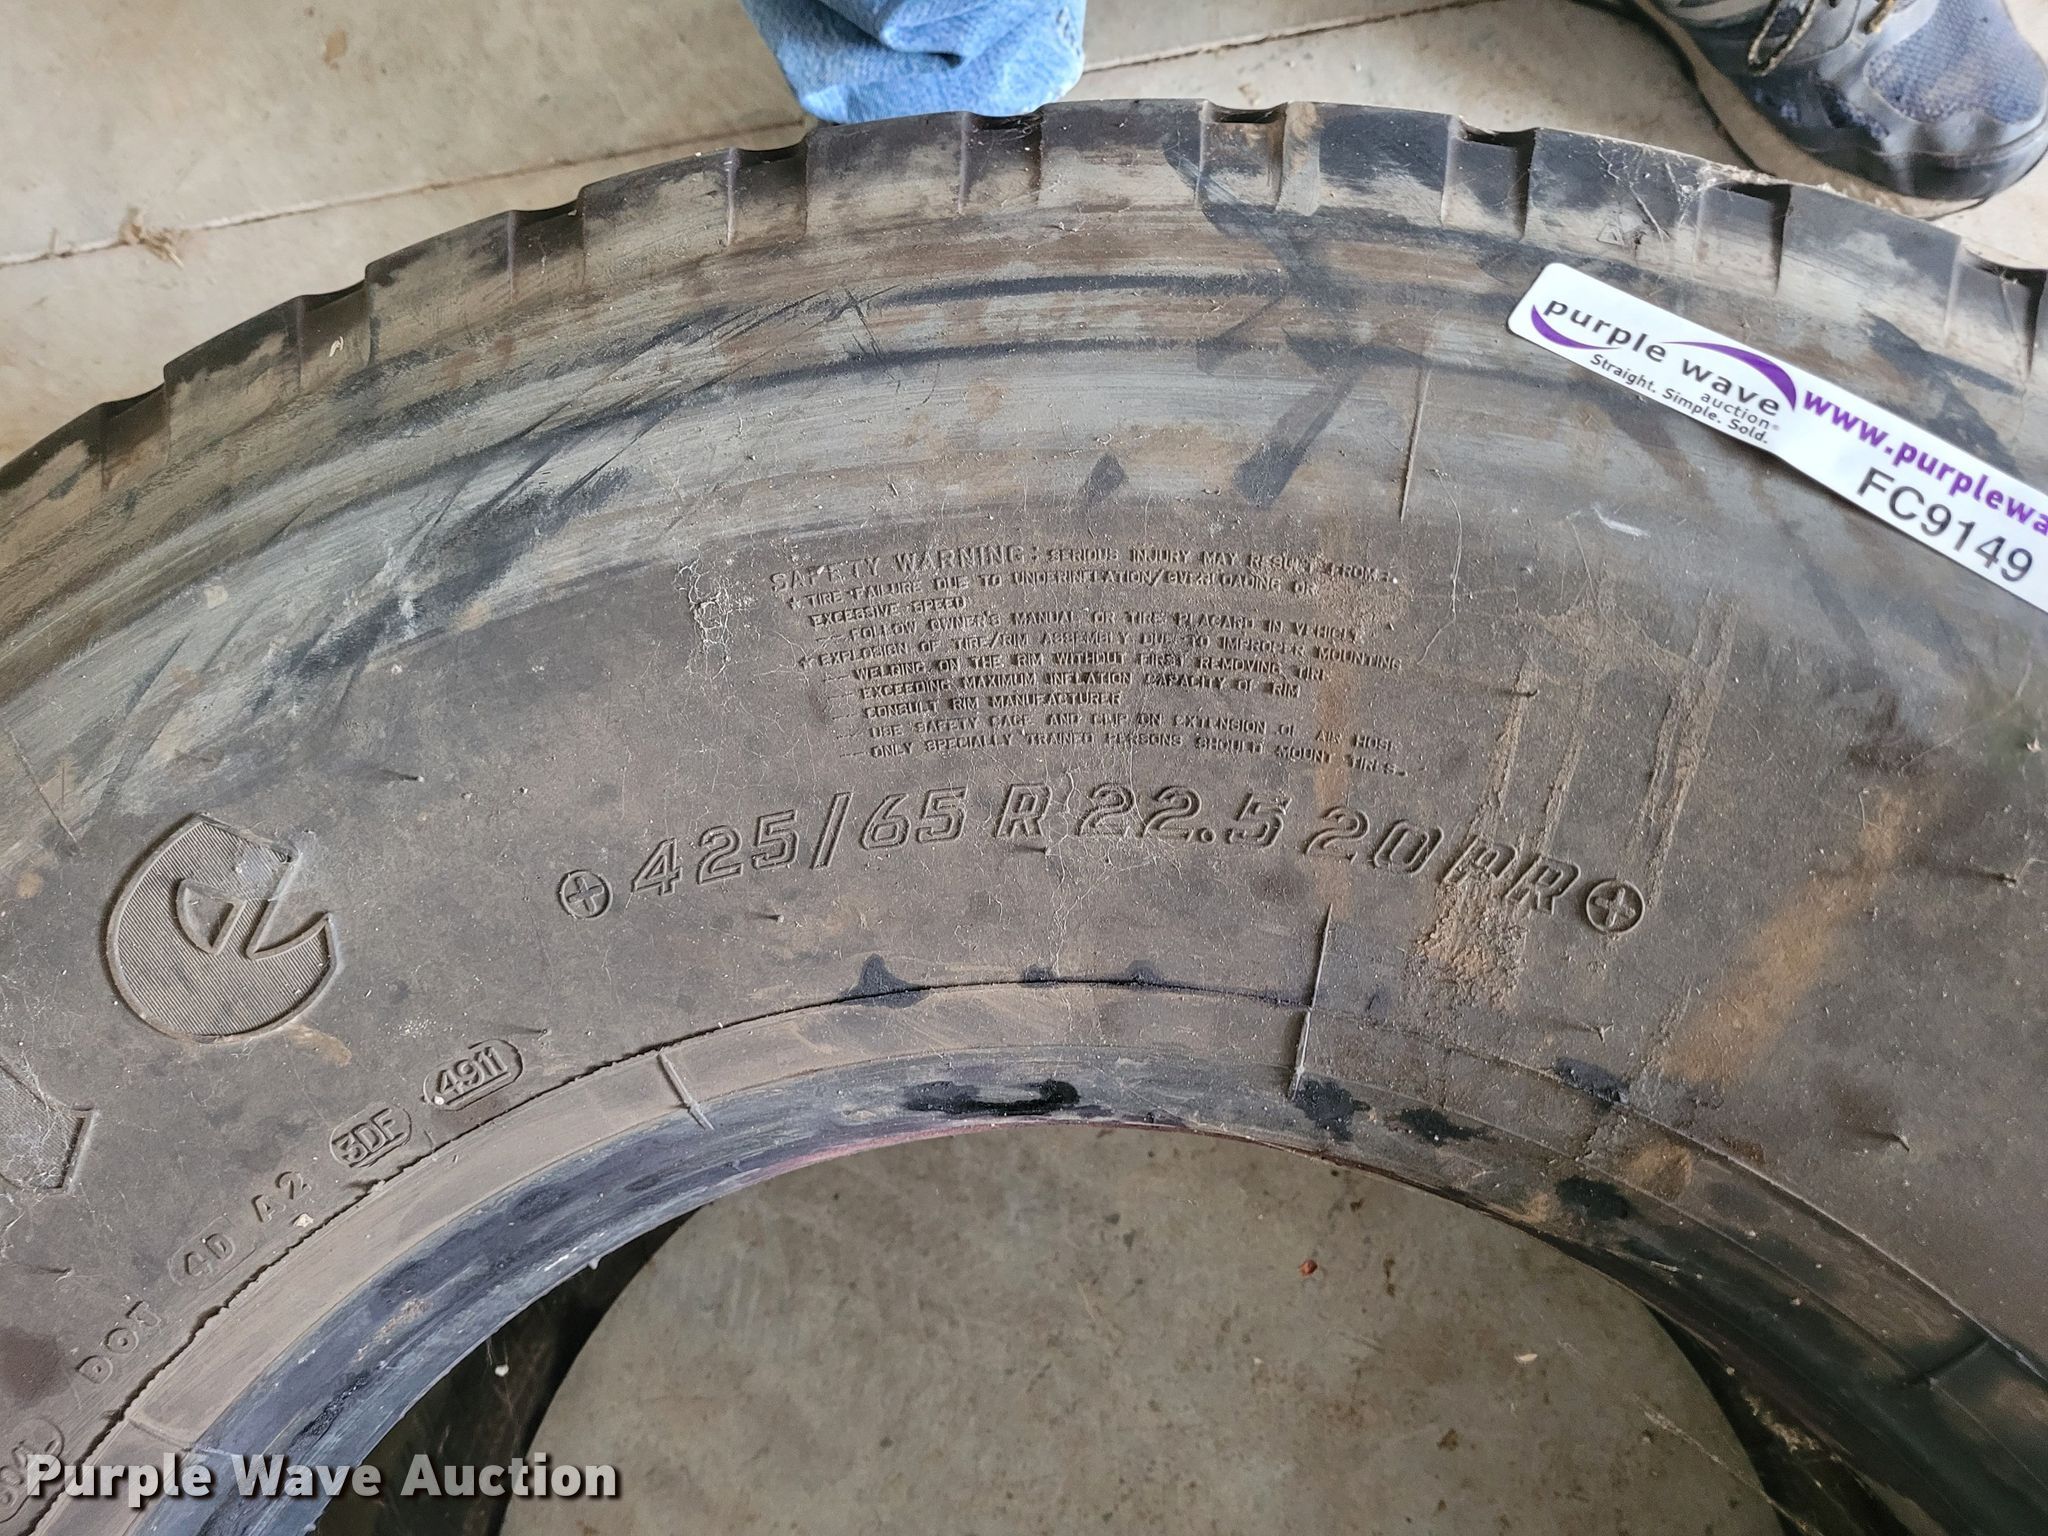 purple wave
auction®
Straight. Simple. Sold.
www.purplewa
FC9149
SAFETY WARNING: SERIOUS INJURY MAY RESULT FROM:
TIRE FAILURE DUE TO UNDERINFLATION/OVERLOADING OR
EXCESSIVE SPEED
FOLLOW OWNER'S MANUAL OR TIRE PLACARD IN VEHICLE
EXPLOSION OF TIRE/RIM ASSEMBLY DUE TO IMPROPER MOUNTING
WELDING ON THE RIM WITHOUT FIRST REMOVING TIRE
EXCEEDING MAXIMUM INFLATION CAPACITY OF RIM
CONSULT RIM MANUFACTURER
USE SAFETY CAGE AND CLIP ON EXTENSION OF AIR HOSE
ONLY SPECIALLY TRAINED PERSONS SHOULD MOUNT TIRES.
425/65 R 22.5 20 PR
DOT 4D A2 3DF 4911
Purple Wave Auction